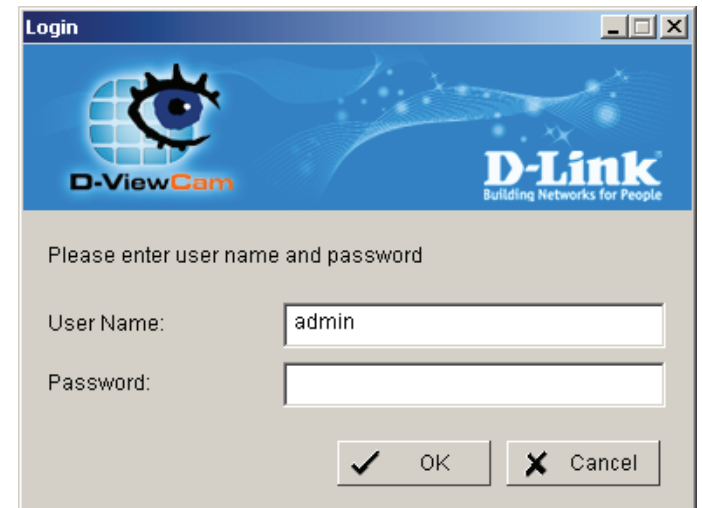 Login
D-ViewCam
D-Link
Building Networks for People
Please enter user name and password
User Name:
admin
Password:
OK
Cancel